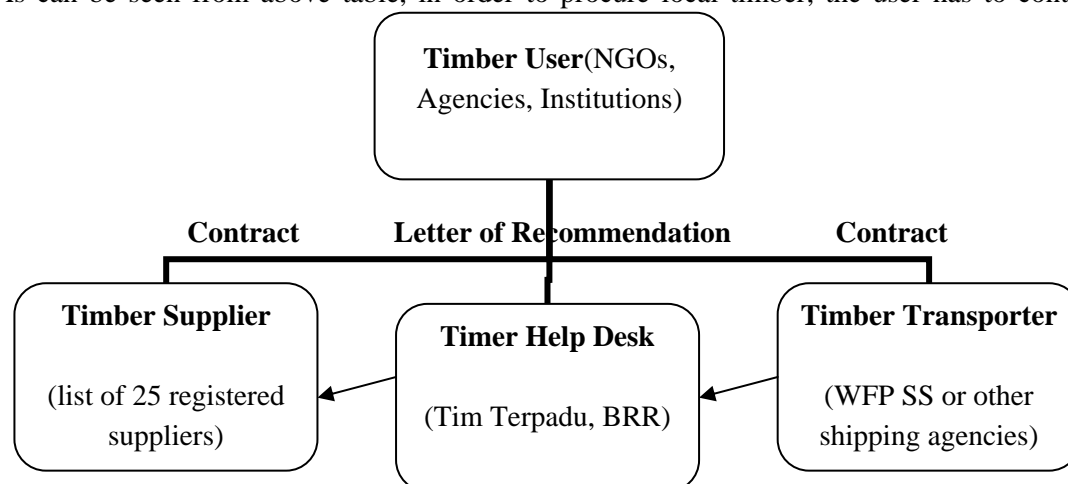 is can be seen from above table, in order to procure local timber, the user has to cont
Timber User(NGOs,
Agencies, Institutions)
Contract Letter of Recommendation Contract
Timber Supplier
(list of 25 registered
suppliers)
Timer Help Desk
(Tim Terpadu, BRR)
Timber Transporter
(WFP SS or other
shipping agencies)